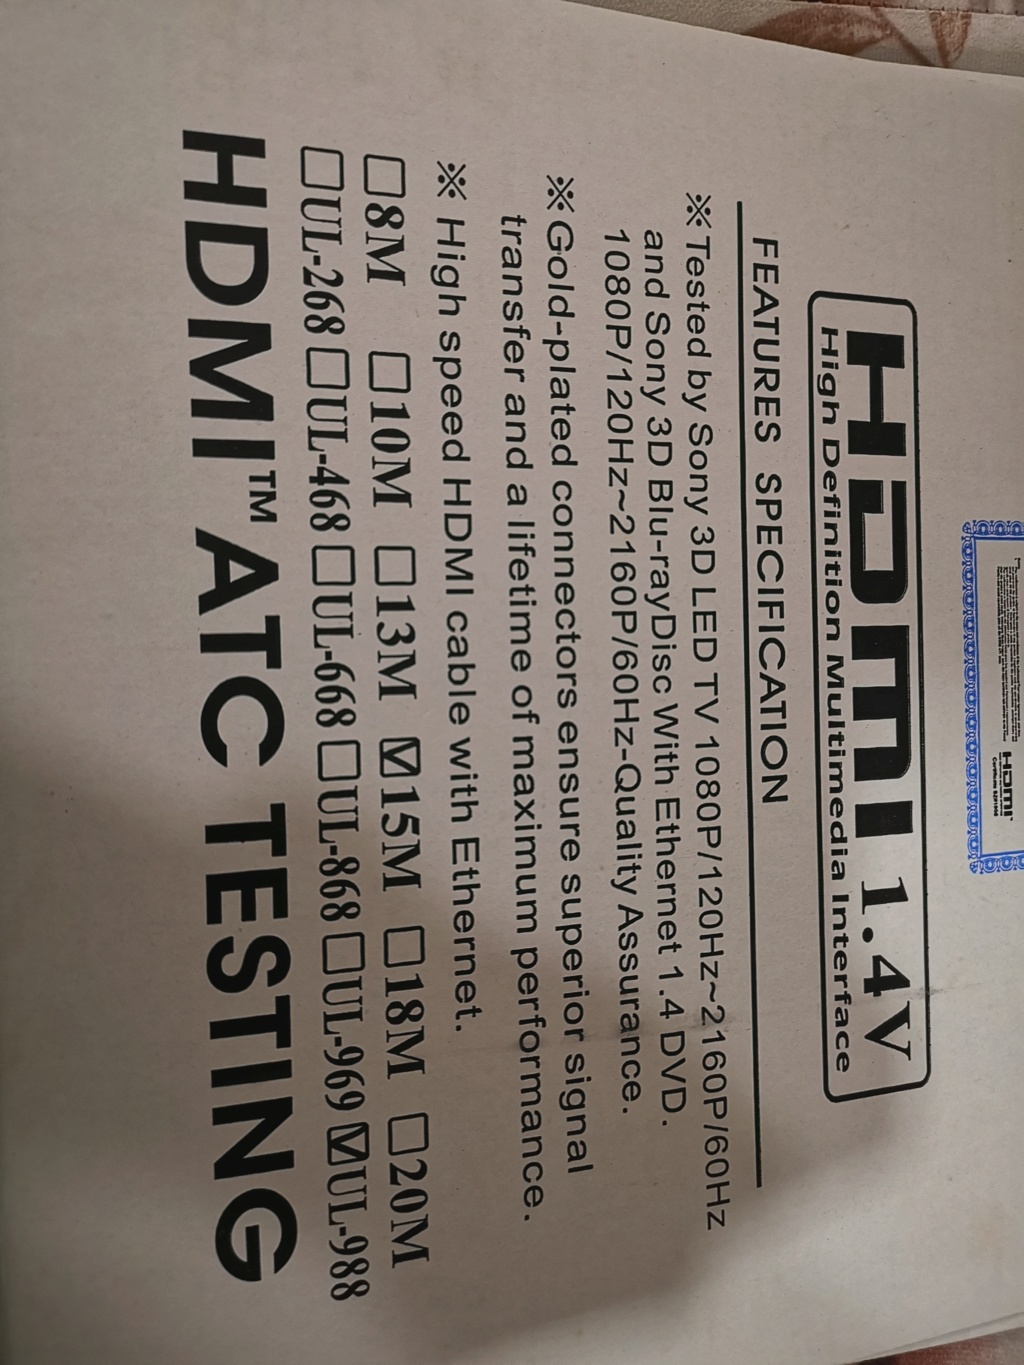 HDMI 1.4V
High Definition Multimedia Interface
FEATURES SPECIFICATION
※Tested by Sony 3D LED TV 1080P/120Hz~2160P/60Hz
and Sony 3D Blu-rayDisc With Ethernet 1.4 DVD.
1080P/120Hz~2160P/60Hz-Quality Assurance.
※Gold-plated connectors ensure superior signal
transfer and a lifetime of maximum performance.
※ High speed HDMI cable with Ethernet.
☐8M ☐10M ☐13M ☑15M ☐18M ☐20M
☐UL-268☐UL-468☐UL-668☐UL-868☐UL-969☑UL-988
HDMI™ ATC TESTING
HDMI